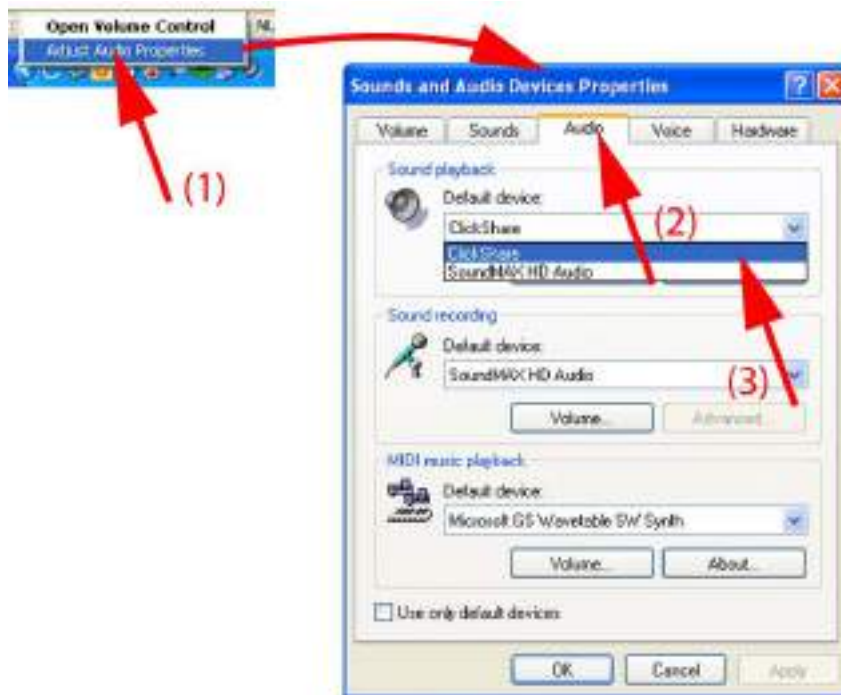 Open Volume Control
NL
Adjust Audio Properties
(1)
Sounds and Audio Devices Properties
Volume Sounds Audio Voice Hardware
(2)
Sound playback
Default device:
ClickShare
ClickShare
SoundMAX HD Audio
(3)
Sound recording
Default device:
SoundMAX HD Audio
Volume... Advanced...
MIDI music playback
Default device:
Microsoft GS Wavetable SW Synth
Volume... About...
Use only default devices
OK Cancel Apply